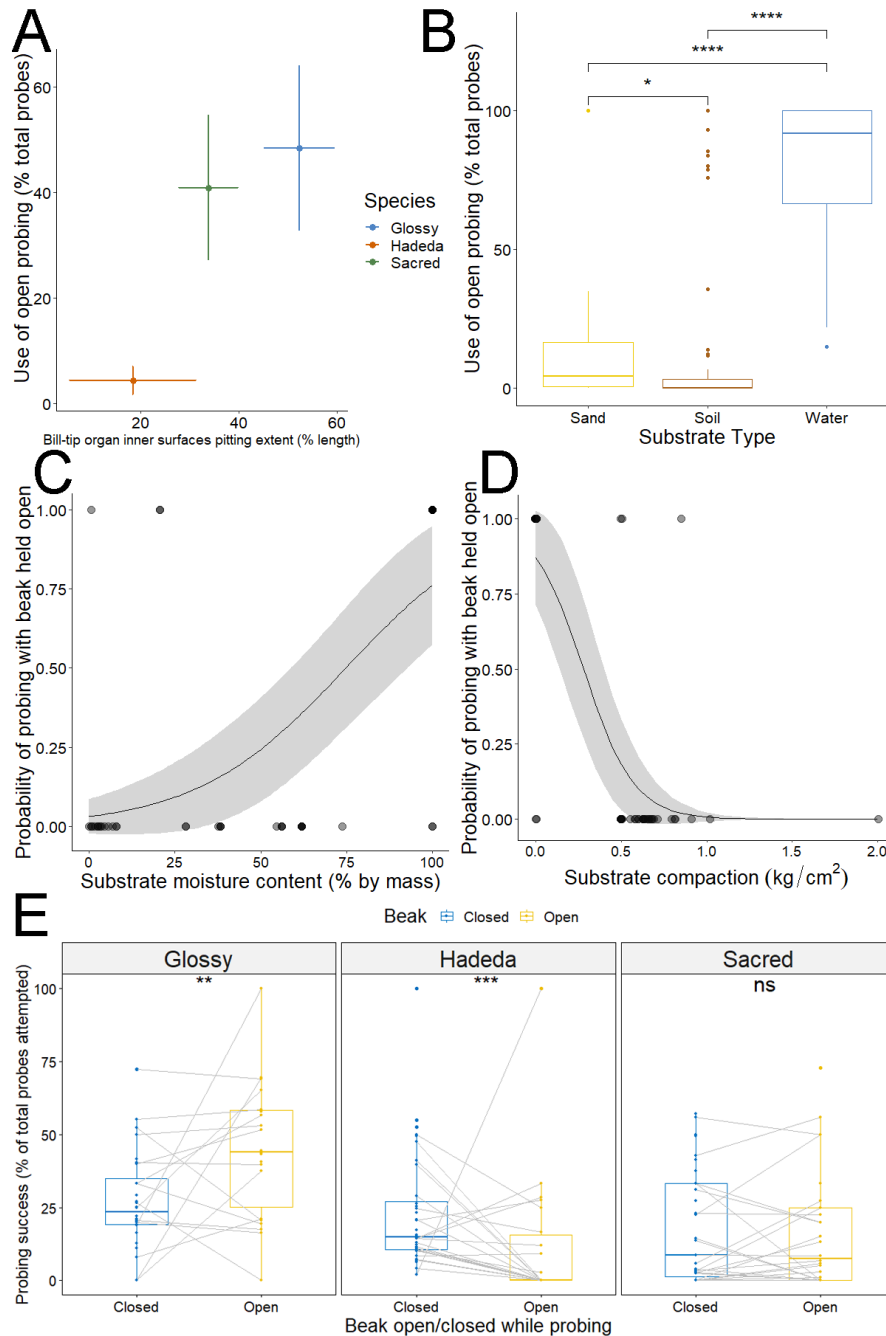 A
Use of open probing (% total probes)
60
40
20
0
20
40
60
Bill-tip organ inner surfaces pitting extent (% length)
Species
Glossy
Hadeda
Sacred
B
Use of open probing (% total probes)
****
****
*
100
50
0
Sand
Soil
Water
Substrate Type
C
Probability of probing with beak held open
1.00
0.75
0.50
0.25
0.00
0
25
50
75
100
Substrate moisture content (% by mass)
D
Probability of probing with beak held open
1.00
0.75
0.50
0.25
0.00
0.0
0.5
1.0
1.5
2.0
Substrate compaction (kg/cm²)
E
Beak Closed Open
Glossy
Hadeda
Sacred
**
***
ns
Probing success (% of total probes attempted)
100
75
50
25
0
Closed
Open
Closed
Open
Closed
Open
Beak open/closed while probing